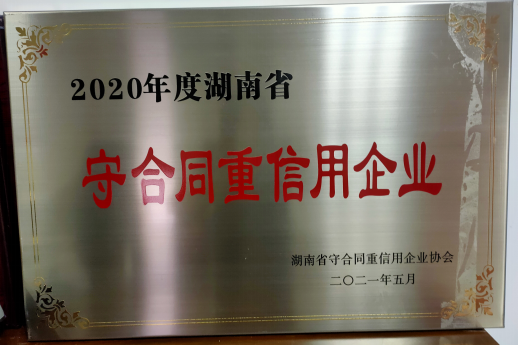 2020年度湖南省
守合同重信用企业
湖南省守合同重信用企业协会
二〇二一年五月